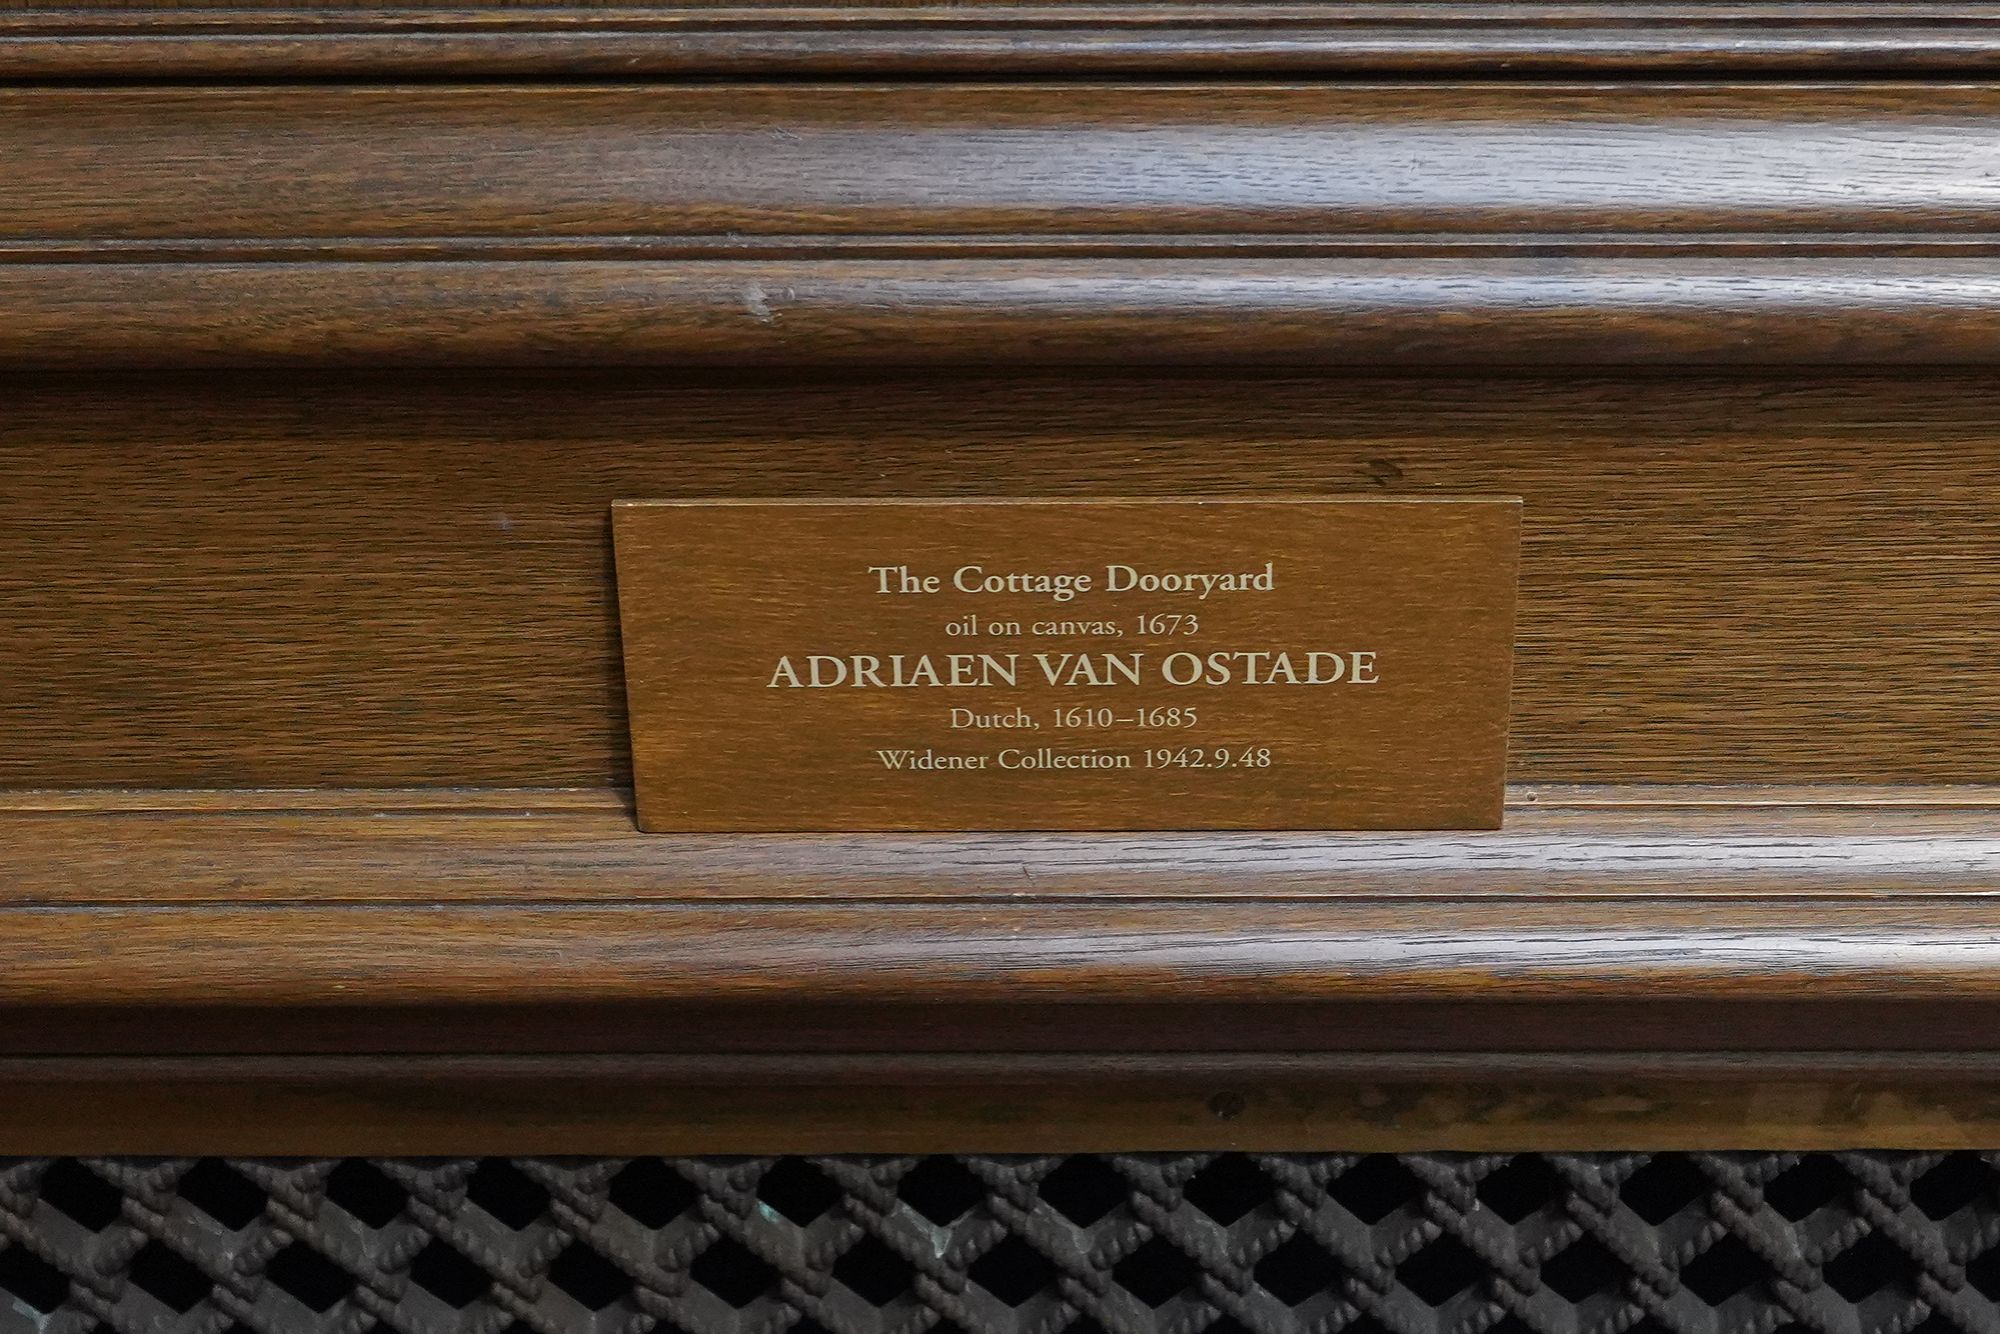 The Cottage Dooryard
oil on canvas, 1673
ADRIAEN VAN OSTADE
Dutch, 1610–1685
Widener Collection 1942.9.48